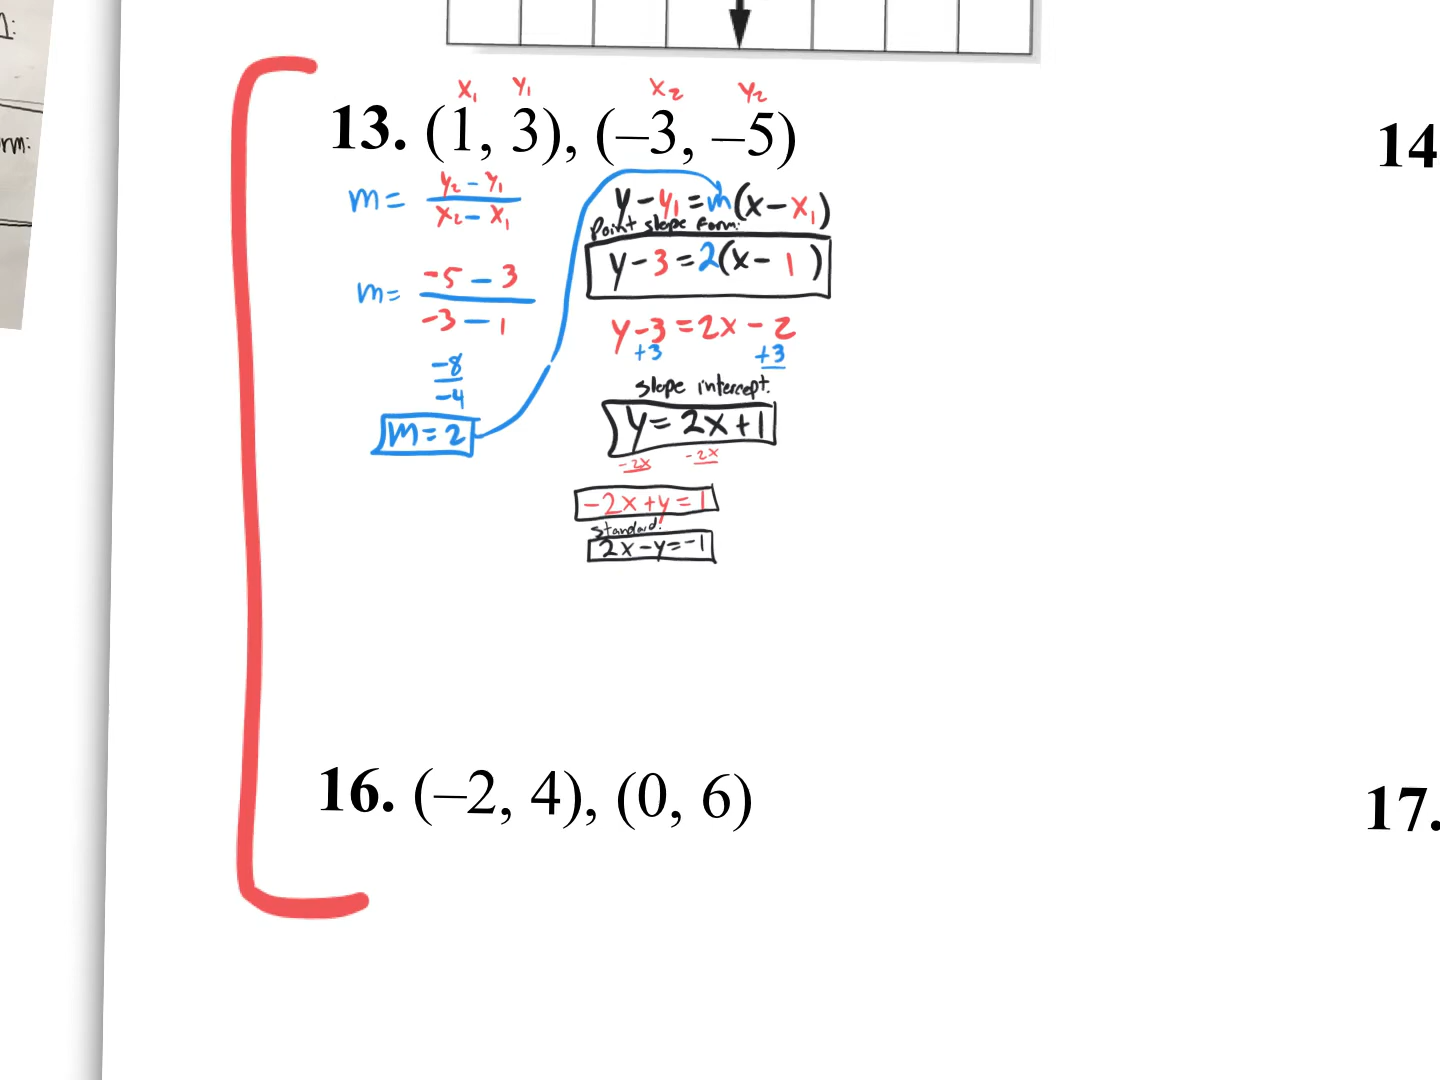 1:
rm:
13. (1, 3), (–3, –5)
x₁ y₁ x₂ y₂
m = y₂ – y₁ / x₂ – x₁
m = -5 – 3 / -3 – 1
-8 / -4
m = 2
y – y₁ = m(x – x₁)
Point slope form:
y – 3 = 2(x – 1)
y – 3 = 2x – 2
+3 +3
slope intercept:
y = 2x + 1
-2x -2x
-2x + y = 1
standard:
2x – y = -1
14
16. (–2, 4), (0, 6)
17.